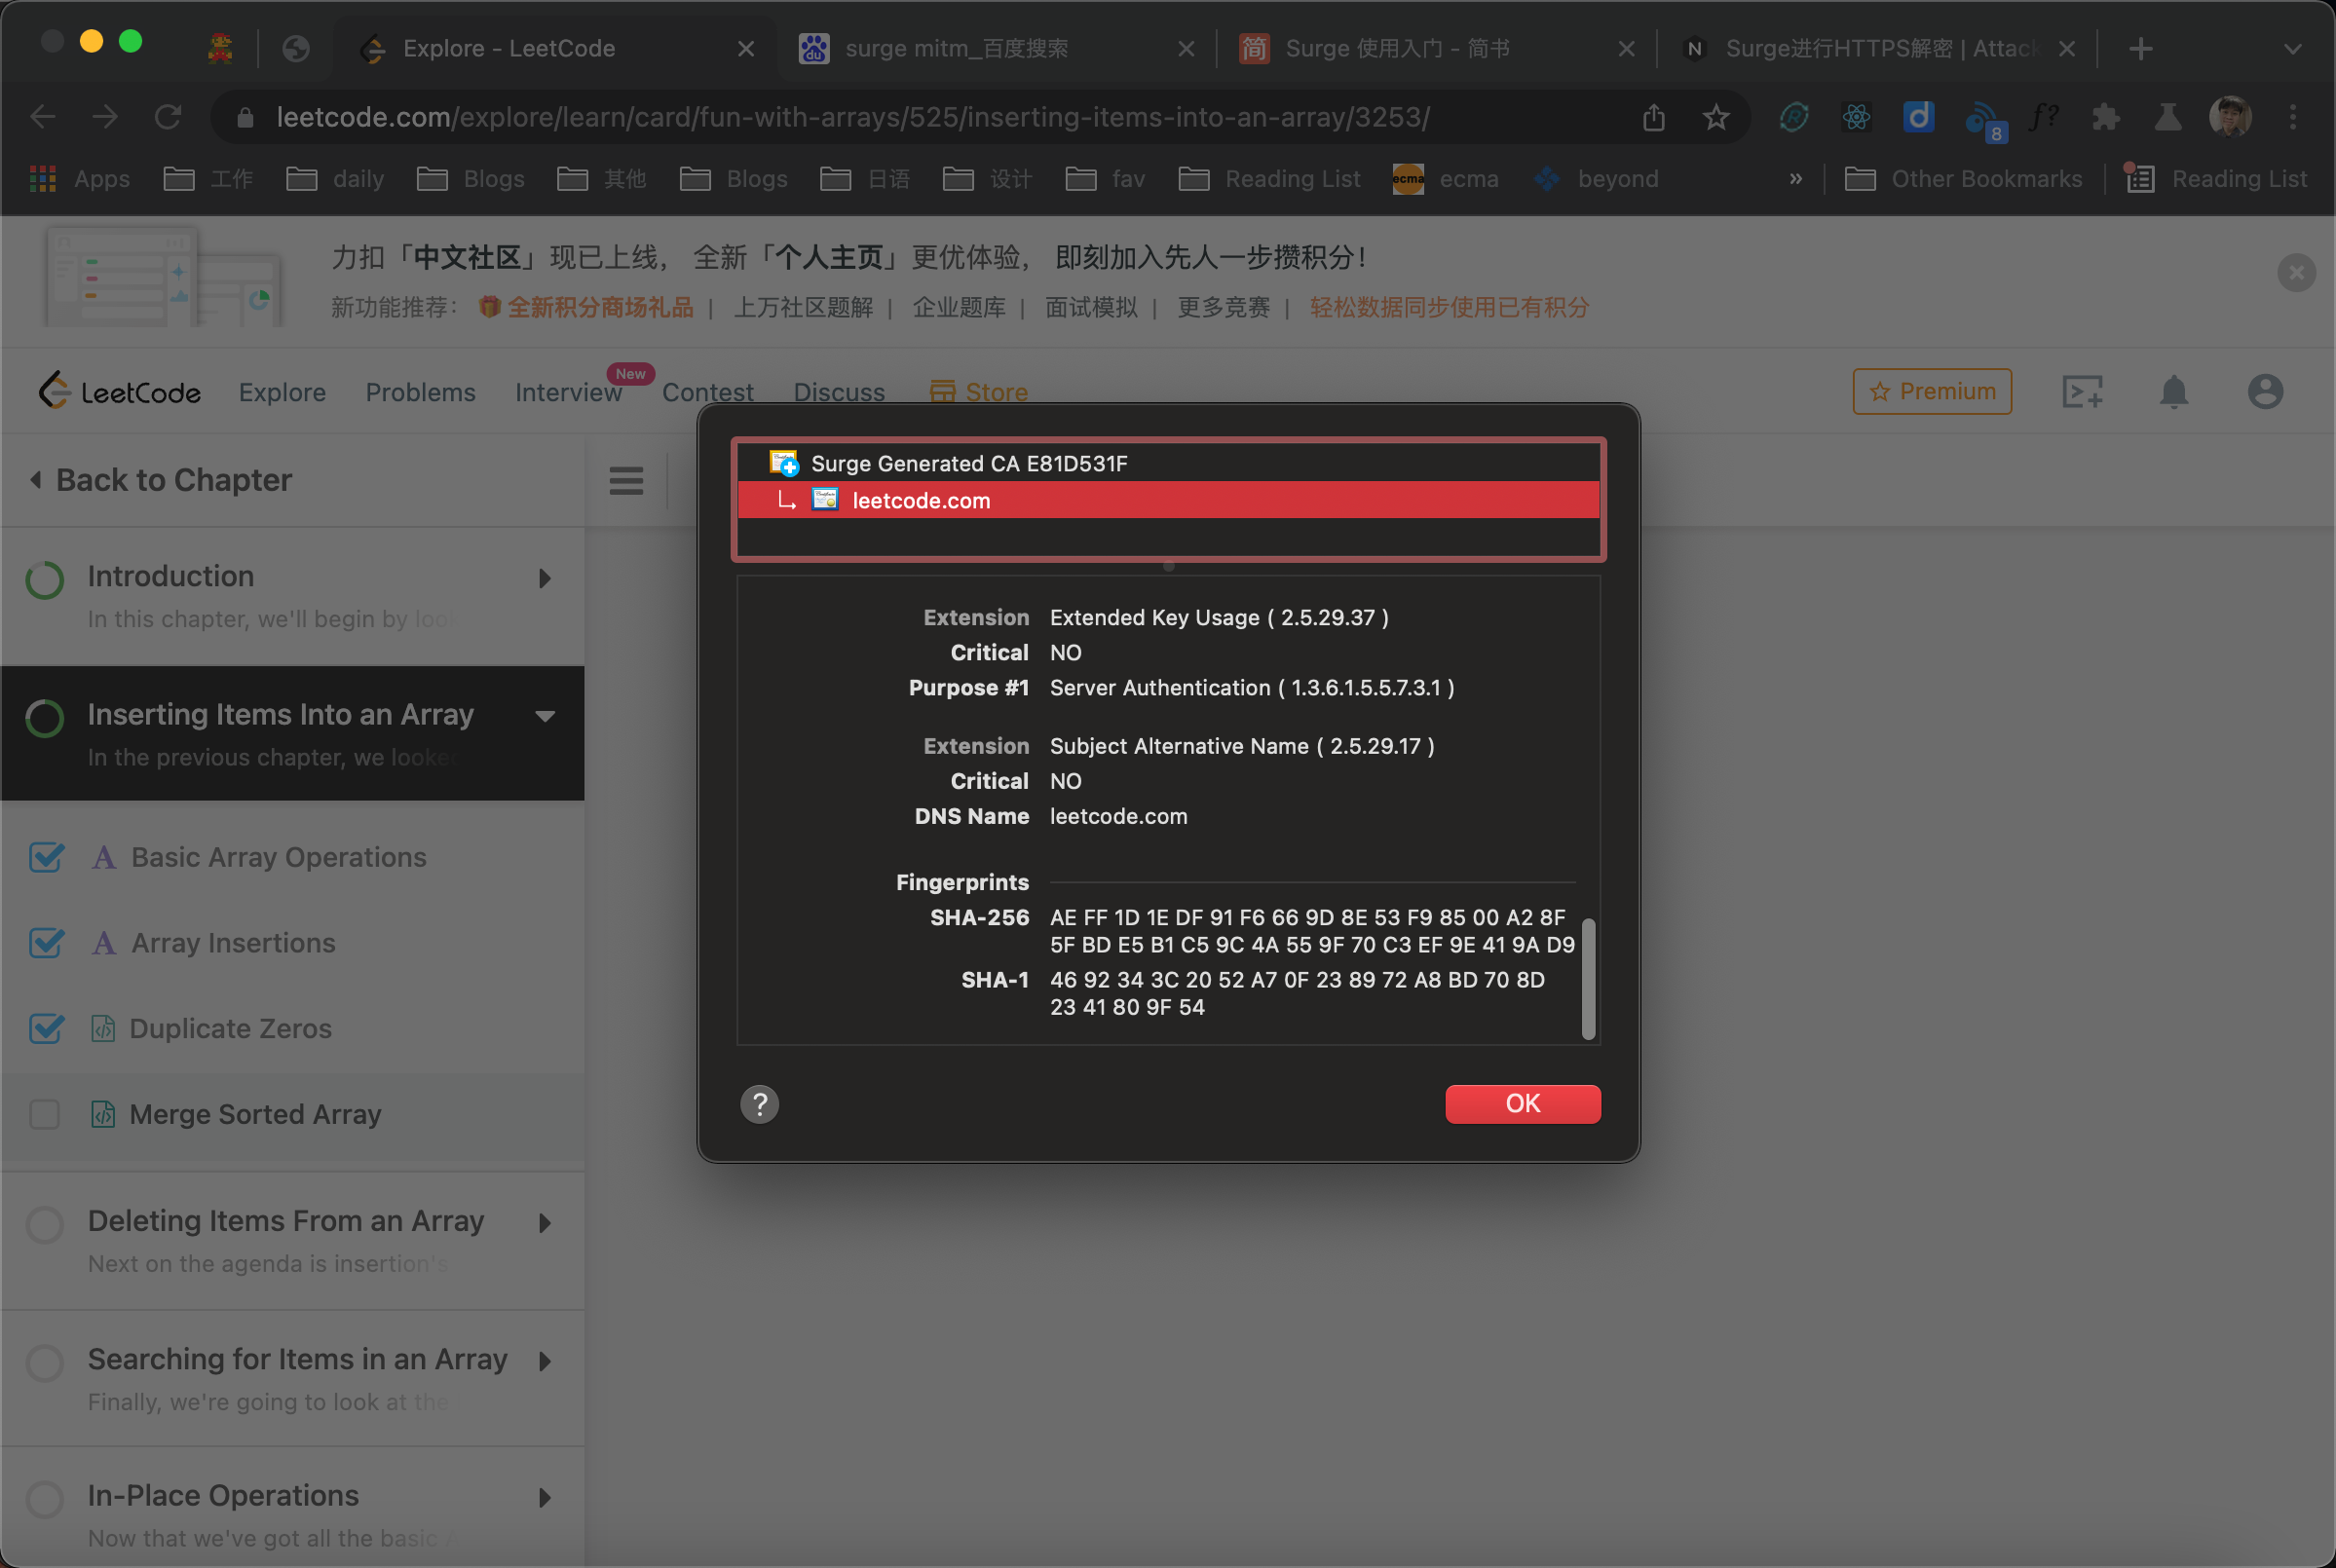 Explore - LeetCode
surge mitm_百度搜索
简 Surge 使用入门 - 简书
N Surge进行HTTPS解密 | Attack
leetcode.com/explore/learn/card/fun-with-arrays/525/inserting-items-into-an-array/3253/
d
8
f?
Apps
工作
daily
Blogs
其他
Blogs
日语
设计
fav
Reading List
ecma
ecma
beyond
»
Other Bookmarks
Reading List
力扣「中文社区」现已上线， 全新「个人主页」更优体验， 即刻加入先人一步攒积分！
新功能推荐： 全新积分商场礼品 | 上万社区题解 | 企业题库 | 面试模拟 | 更多竞赛 | 轻松数据同步使用已有积分
LeetCode
Explore
Problems
Interview
New
Contest
Discuss
Store
Premium
Back to Chapter
Introduction
In this chapter, we'll begin by loo
Inserting Items Into an Array
In the previous chapter, we looke
A Basic Array Operations
A Array Insertions
Duplicate Zeros
Merge Sorted Array
Deleting Items From an Array
Next on the agenda is insertion's
Searching for Items in an Array
Finally, we're going to look at the
In-Place Operations
Now that we've got all the basic A
Surge Generated CA E81D531F
leetcode.com
Extension Extended Key Usage ( 2.5.29.37 )
Critical NO
Purpose #1 Server Authentication ( 1.3.6.1.5.5.7.3.1 )
Extension Subject Alternative Name ( 2.5.29.17 )
Critical NO
DNS Name leetcode.com
Fingerprints
SHA-256 AE FF 1D 1E DF 91 F6 66 9D 8E 53 F9 85 00 A2 8F
5F BD E5 B1 C5 9C 4A 55 9F 70 C3 EF 9E 41 9A D9
SHA-1 46 92 34 3C 20 52 A7 0F 23 89 72 A8 BD 70 8D
23 41 80 9F 54
?
OK